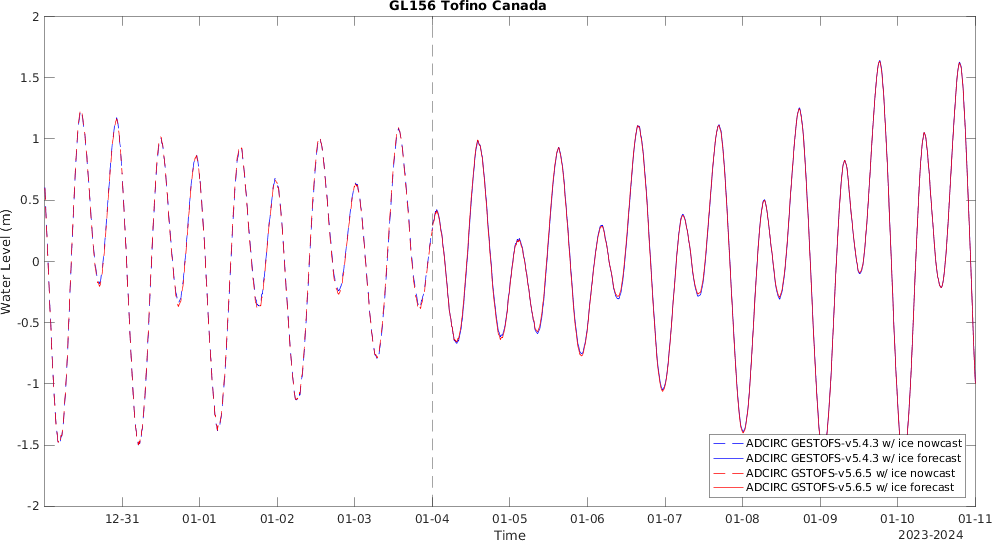 GL156 Tofino Canada
2
1.5
1
0.5
0
-0.5
-1
-1.5
-2
Water Level (m)
ADCIRC GESTOFS-v5.4.3 w/ ice nowcast
ADCIRC GESTOFS-v5.4.3 w/ ice forecast
ADCIRC GSTOFS-v5.6.5 w/ ice nowcast
ADCIRC GSTOFS-v5.6.5 w/ ice forecast
12-31 01-01 01-02 01-03 01-04 01-05 01-06 01-07 01-08 01-09 01-10 01-11
Time
2023-2024